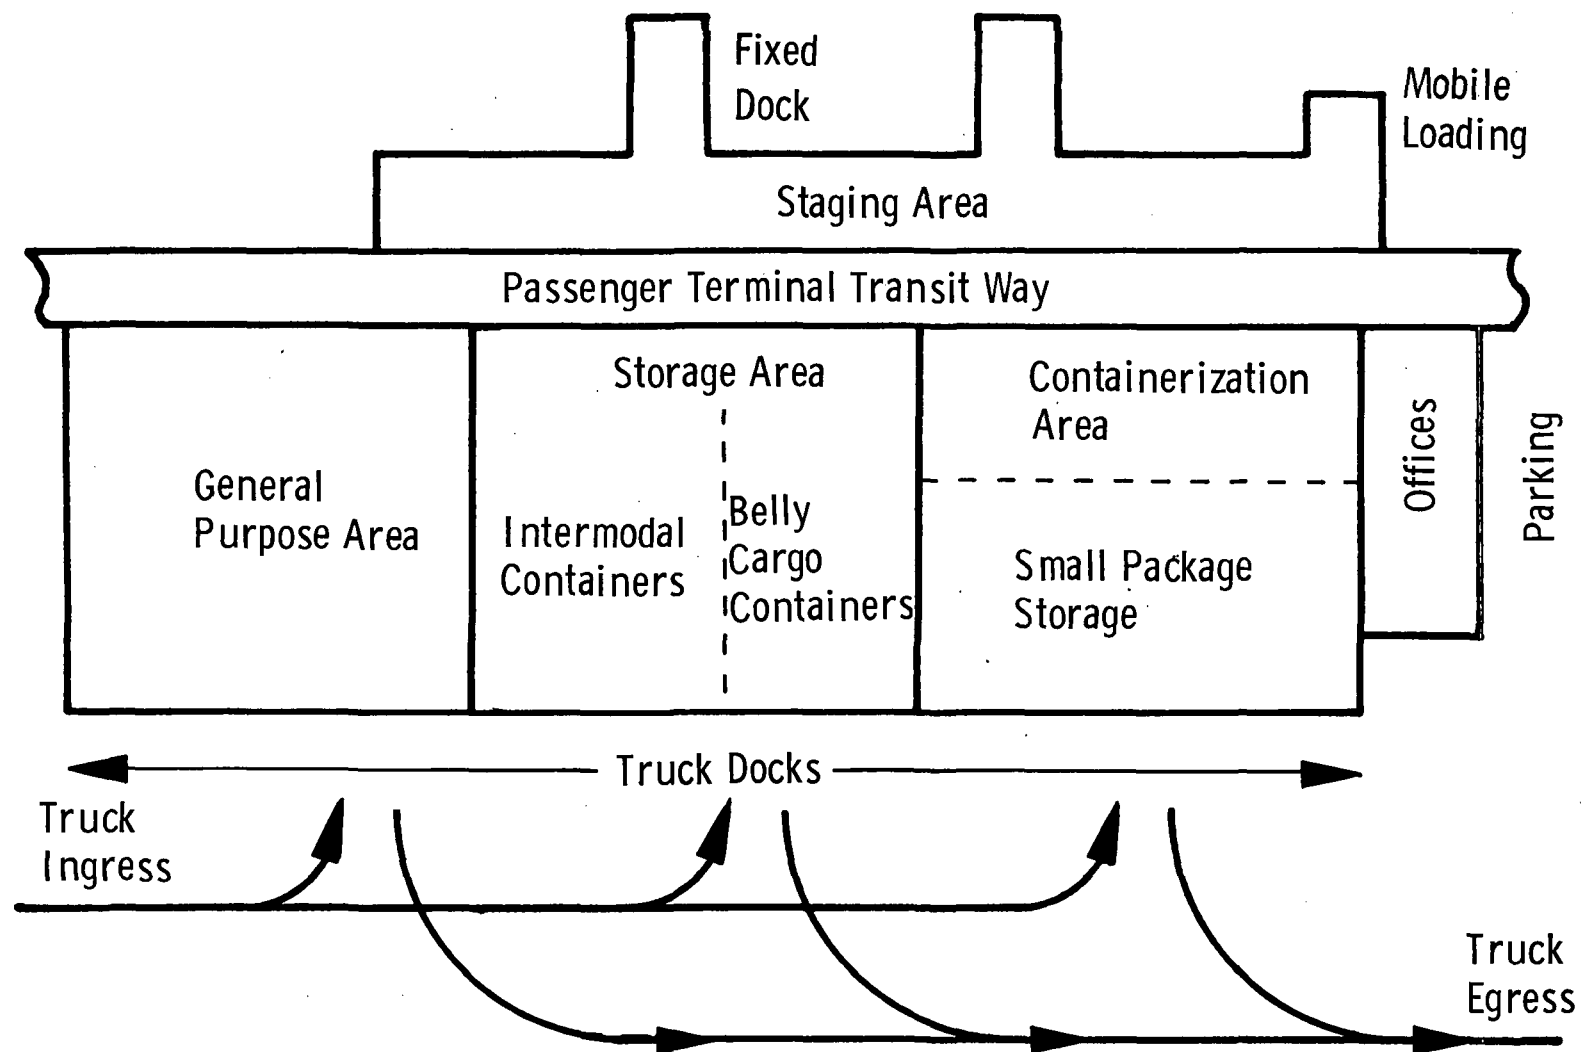 Fixed
Dock
Mobile
Loading
Staging Area
Passenger Terminal Transit Way
Storage Area
Containerization
Area
General
Purpose Area
Intermodal
Containers
Belly
Cargo
Containers
Small Package
Storage
Offices
Parking
Truck Docks
Truck
Ingress
Truck
Egress